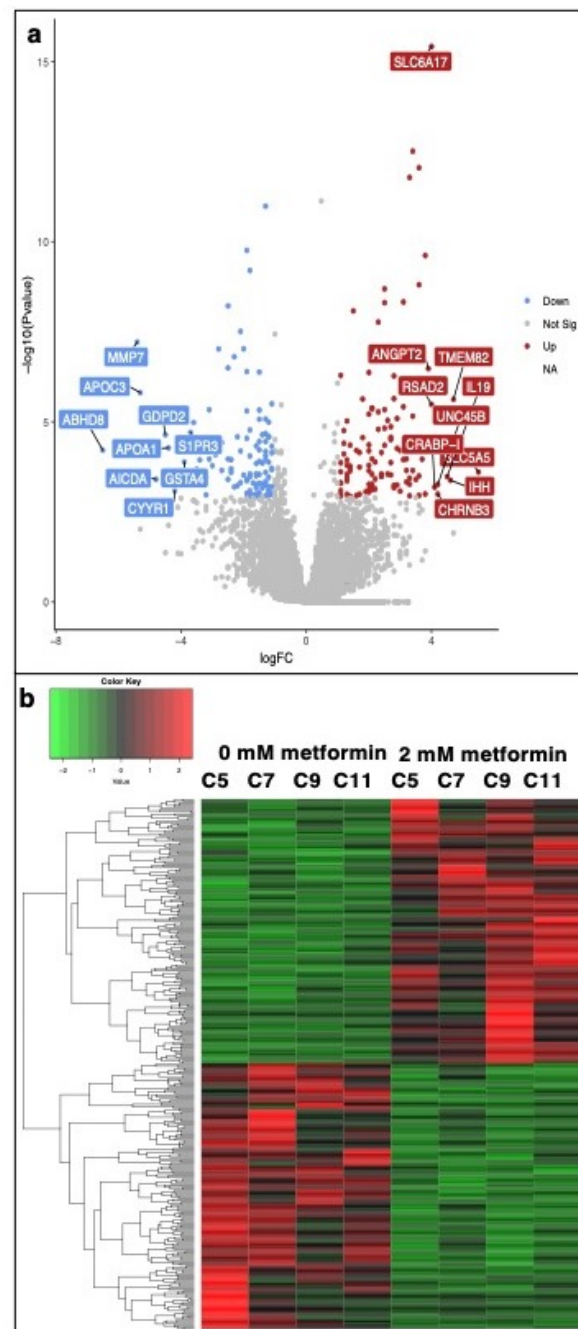 a
15
SLC6A17
10
-log10(Pvalue)
Down
Not Sig
Up
NA
MMP7
ANGPT2
TMEM82
APOC3
RSAD2
IL19
ABHD8
GDPD2
UNC45B
5
APOA1
S1PR3
CRABP-I
SLC5A5
AICDA
GSTA4
IHH
CYYR1
CHRNB3
0
-8
-4
0
4
logFC
b
Color Key
-2
-1
0
1
2
Value
0 mM metformin 2 mM metformin
C5 C7 C9 C11 C5 C7 C9 C11